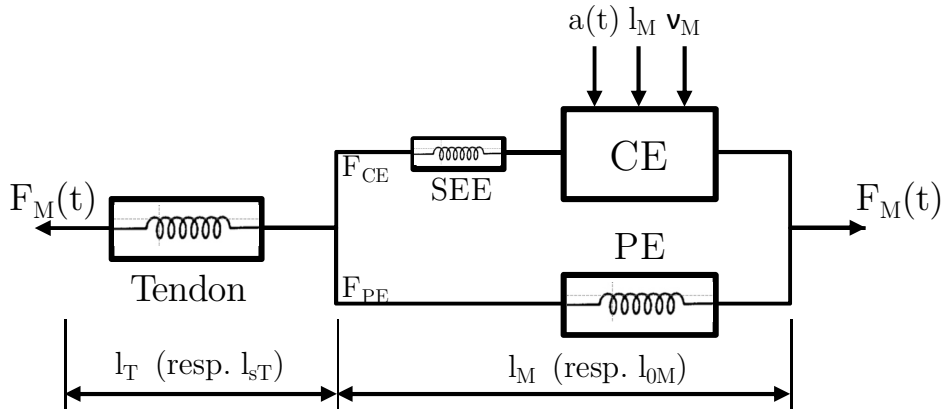 a(t) l_M v_M
CE
F_CE
SEE
F_M(t)
F_M(t)
PE
Tendon
F_PE
l_T (resp. l_sT)
l_M (resp. l_0M)